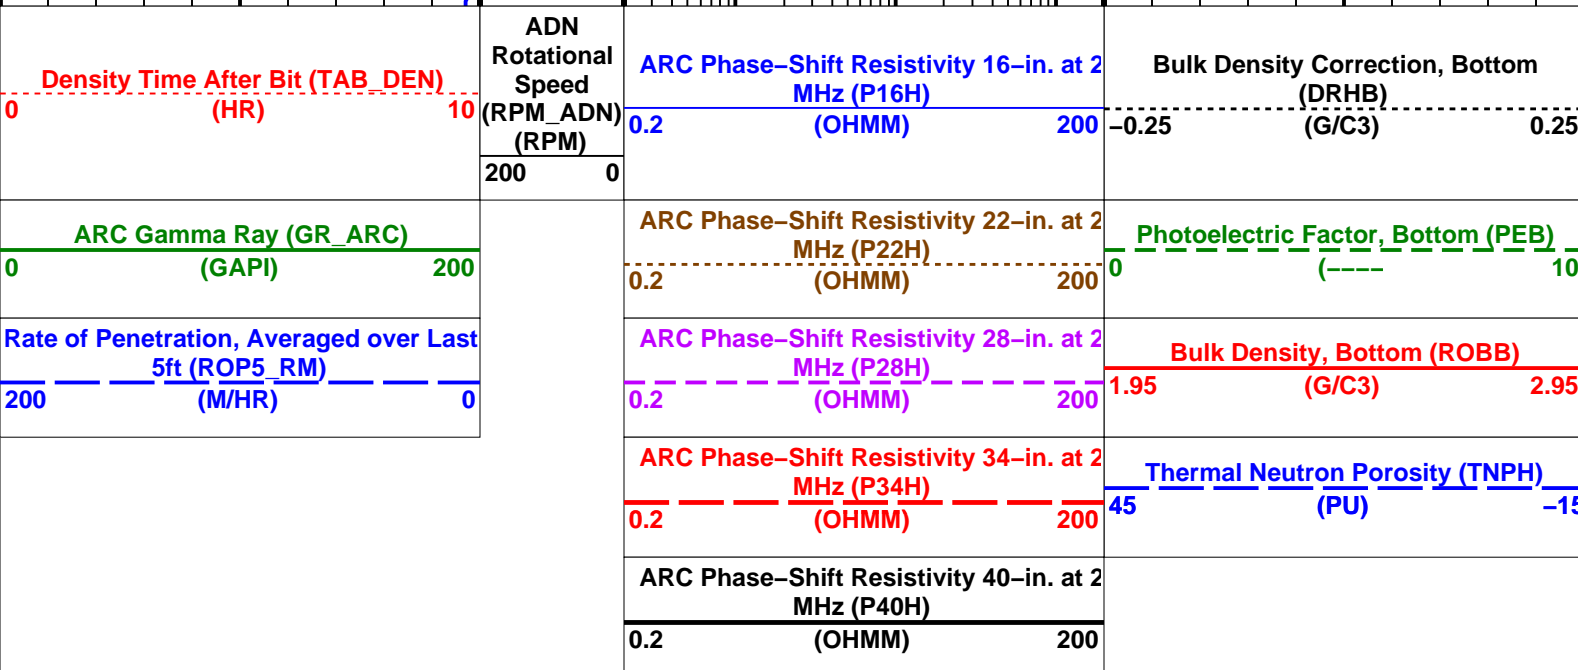 Density Time After Bit (TAB_DEN)
0 (HR) 10
ARC Gamma Ray (GR_ARC)
0 (GAPI) 200
Rate of Penetration, Averaged over Last
5ft (ROP5_RM)
200 (M/HR) 0
ADN
Rotational
Speed
(RPM_ADN)
(RPM)
200 0
ARC Phase–Shift Resistivity 16–in. at 2
MHz (P16H)
0.2 (OHMM) 200
ARC Phase–Shift Resistivity 22–in. at 2
MHz (P22H)
0.2 (OHMM) 200
ARC Phase–Shift Resistivity 28–in. at 2
MHz (P28H)
0.2 (OHMM) 200
ARC Phase–Shift Resistivity 34–in. at 2
MHz (P34H)
0.2 (OHMM) 200
ARC Phase–Shift Resistivity 40–in. at 2
MHz (P40H)
0.2 (OHMM) 200
Bulk Density Correction, Bottom
(DRHB)
–0.25 (G/C3) 0.25
Photoelectric Factor, Bottom (PEB)
0 (–––– 10
Bulk Density, Bottom (ROBB)
1.95 (G/C3) 2.95
Thermal Neutron Porosity (TNPH)
45 (PU) –15